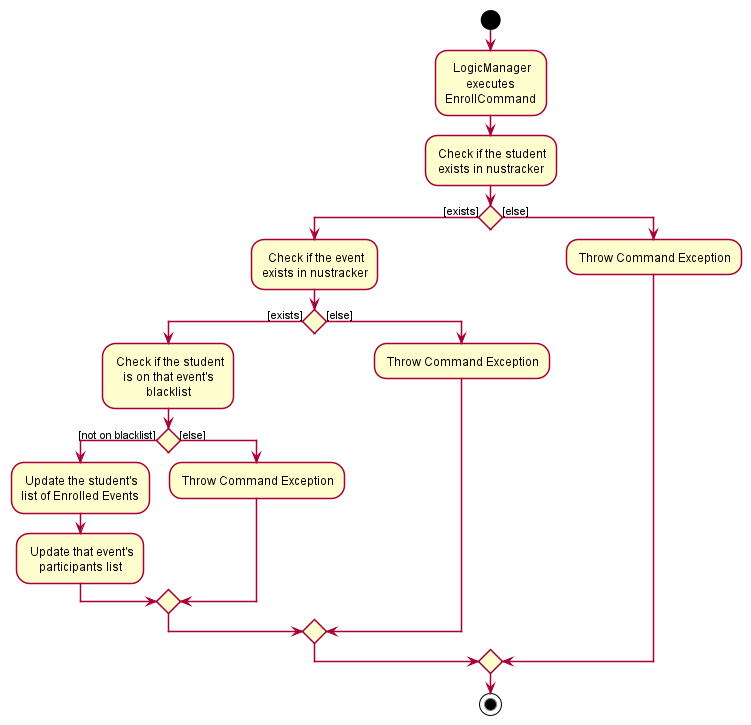 LogicManager
executes
EnrollCommand
Check if the student
exists in nustracker
[exists]
[else]
Check if the event
exists in nustracker
Throw Command Exception
[exists]
[else]
Check if the student
is on that event's
blacklist
Throw Command Exception
[not on blacklist]
[else]
Update the student's
list of Enrolled Events
Throw Command Exception
Update that event's
participants list